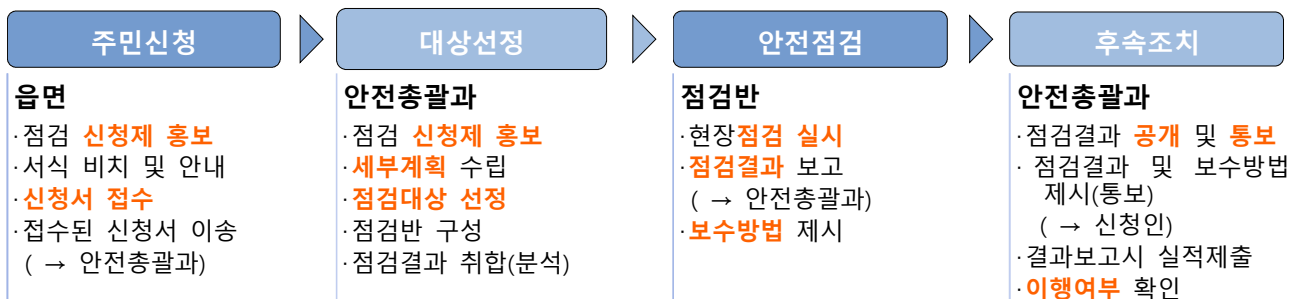 주민신청
대상선정
안전점검
후속조치
읍면
·점검 신청제 홍보
·서식 비치 및 안내
·신청서 접수
·접수된 신청서 이송
( → 안전총괄과)
안전총괄과
·점검 신청제 홍보
·세부계획 수립
·점검대상 선정
·점검반 구성
·점검결과 취합(분석)
점검반
·현장점검 실시
·점검결과 보고
( → 안전총괄과)
·보수방법 제시
안전총괄과
·점검결과 공개 및 통보
· 점검결과 및 보수방법
제시(통보)
( → 신청인)
·결과보고시 실적제출
·이행여부 확인